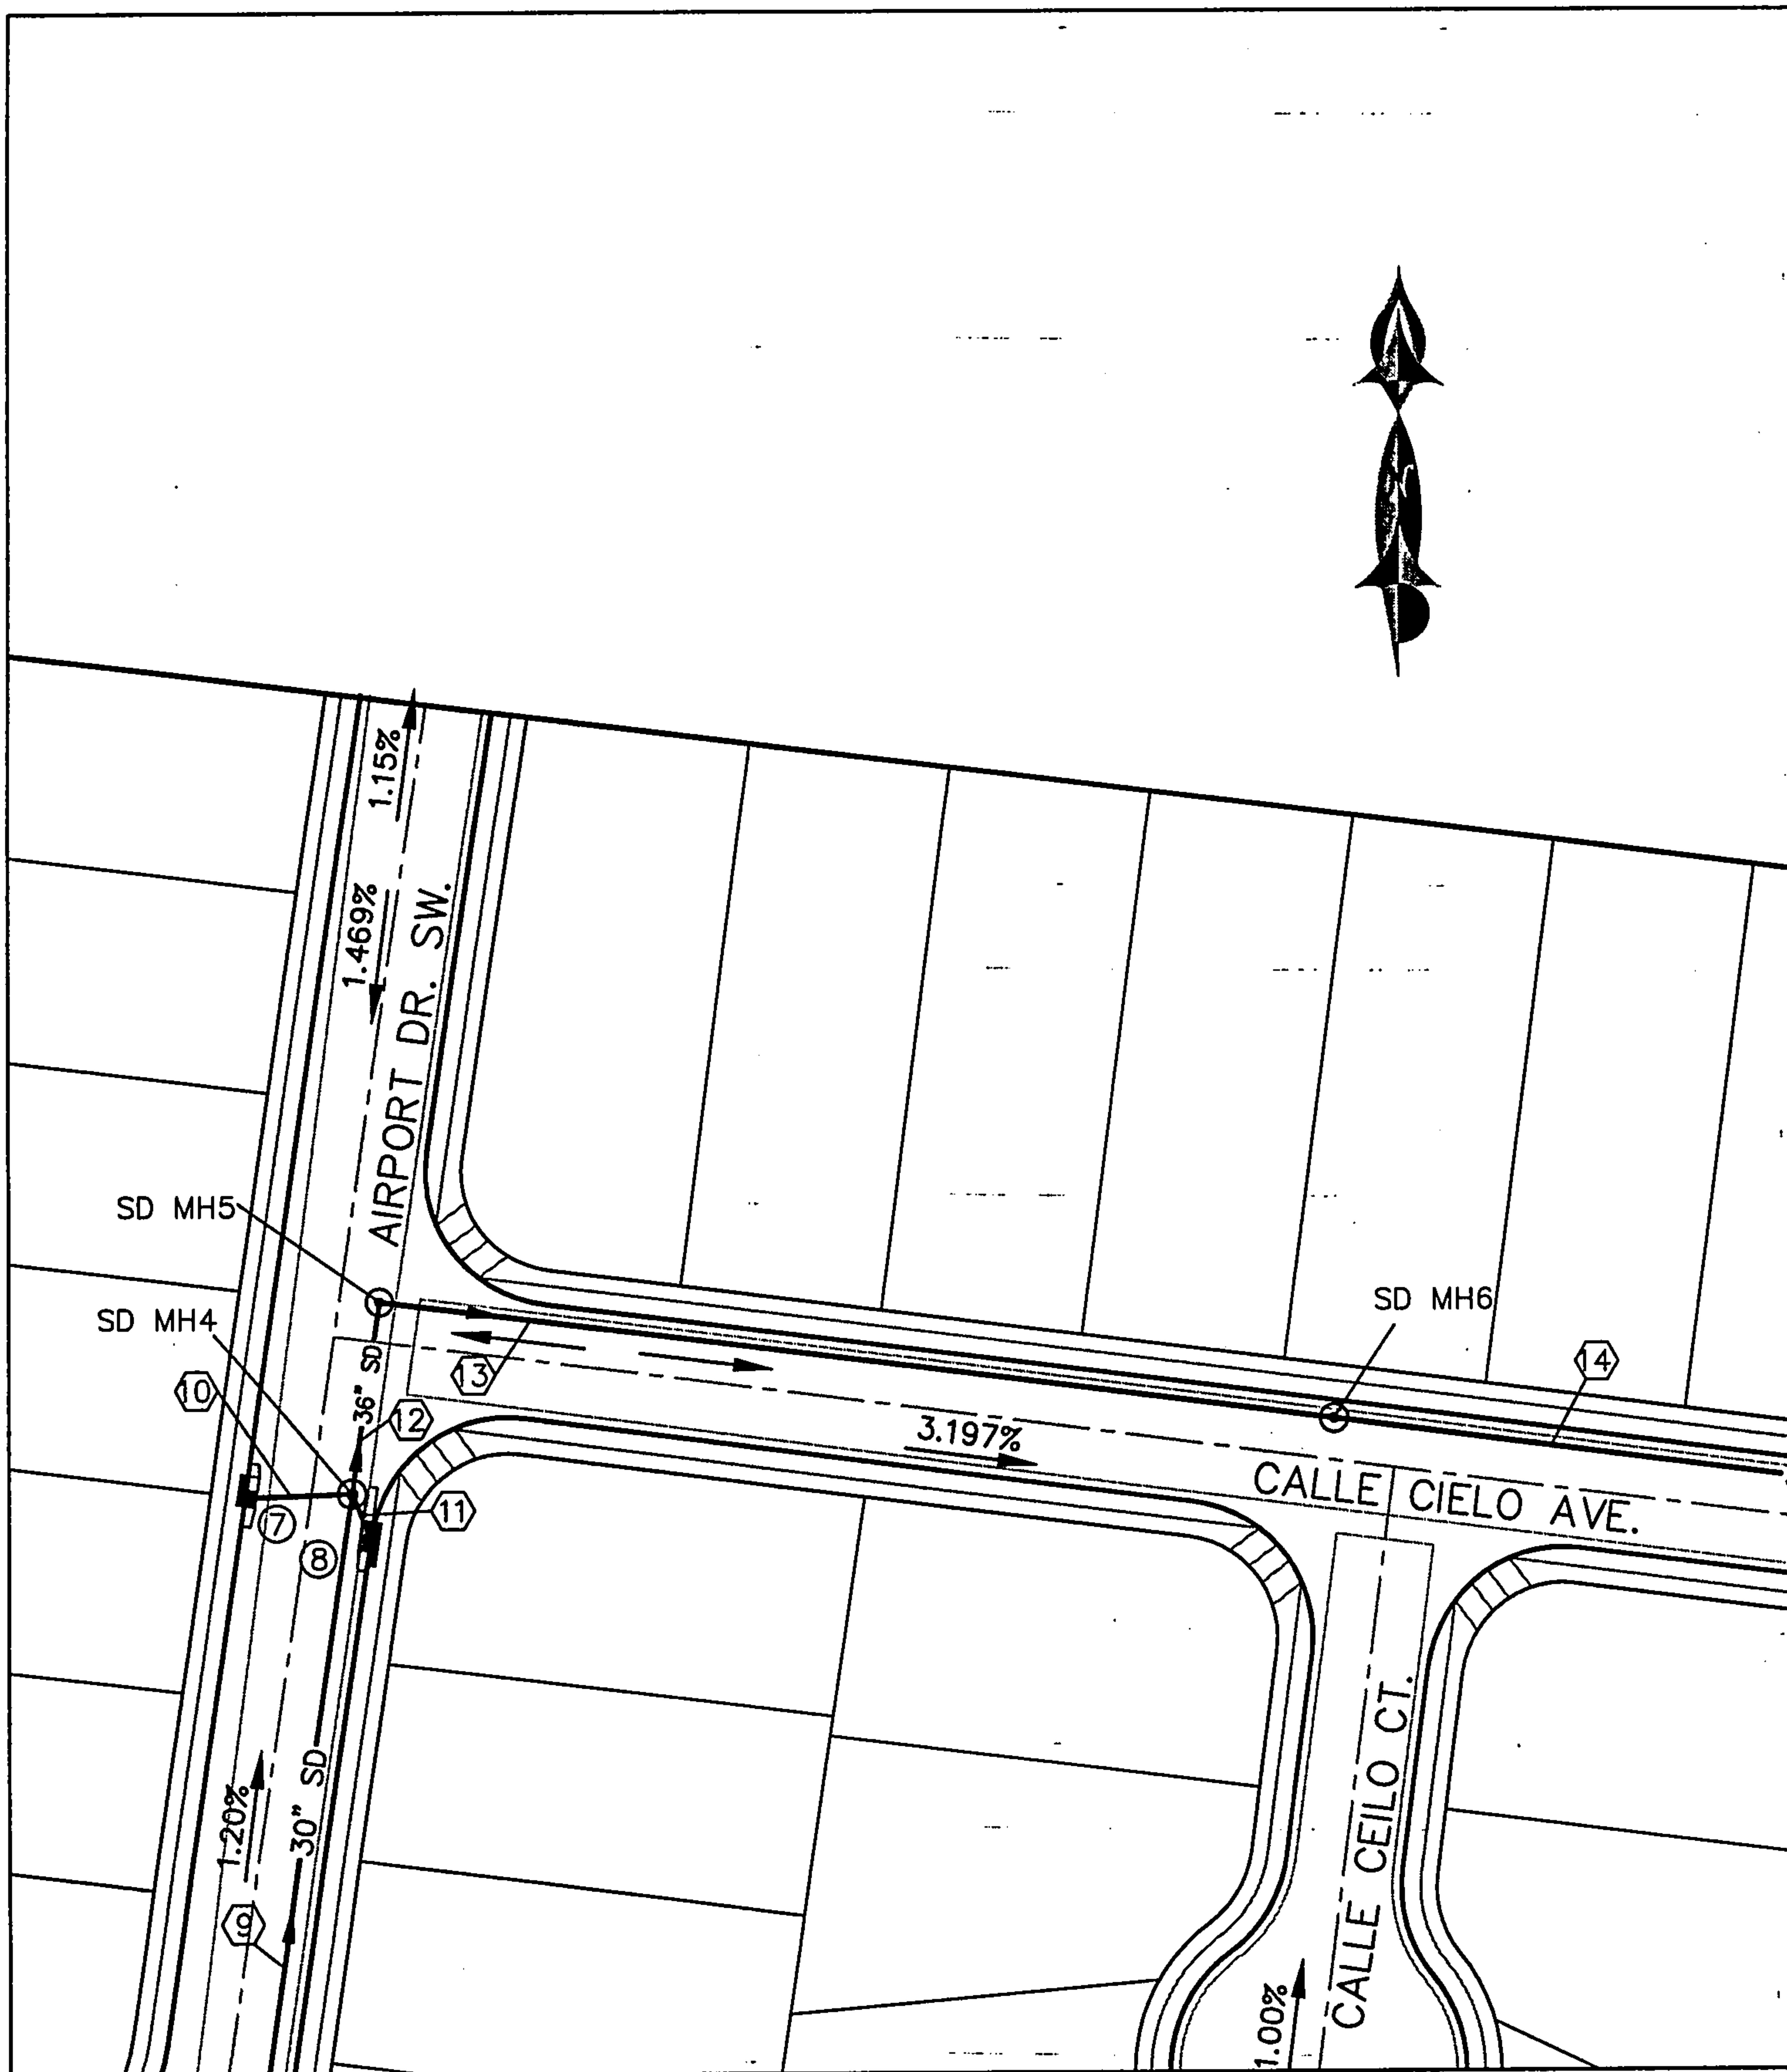 1.15%
1.469%
AIRPORT DR. SW.
SD MH5
SD MH4
SD MH6
10
13
14
36" SD
12
3.197%
CALLE CIELO AVE.
7
11
8
CALLE CEILO CT.
1.20%
30" SD
9
1.00%